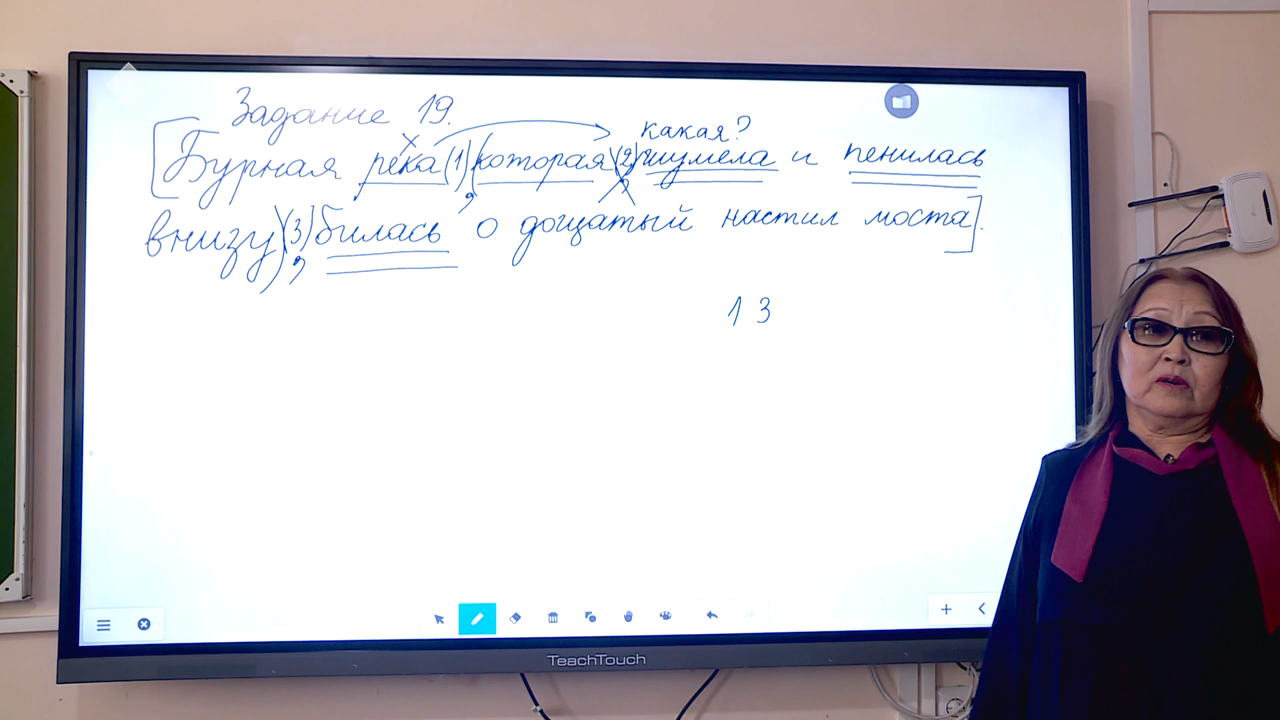 Задание 19.
какая?
[Бурная река (1), (которая (2) шумела и пенилась
внизу) (3), билась о дощатый настил моста].
1 3
TeachTouch